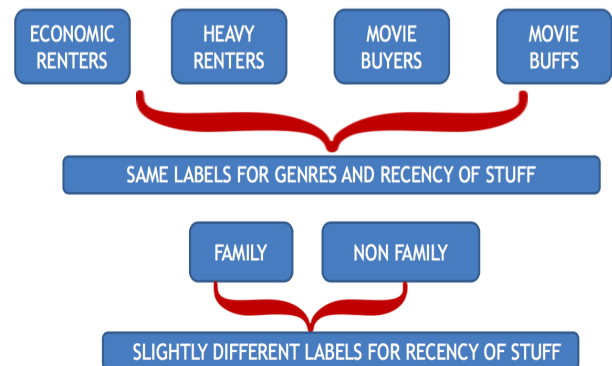 ECONOMIC
RENTERS
HEAVY
RENTERS
MOVIE
BUYERS
MOVIE
BUFFS
SAME LABELS FOR GENRES AND RECENCY OF STUFF
FAMILY
NON FAMILY
SLIGHTLY DIFFERENT LABELS FOR RECENCY OF STUFF